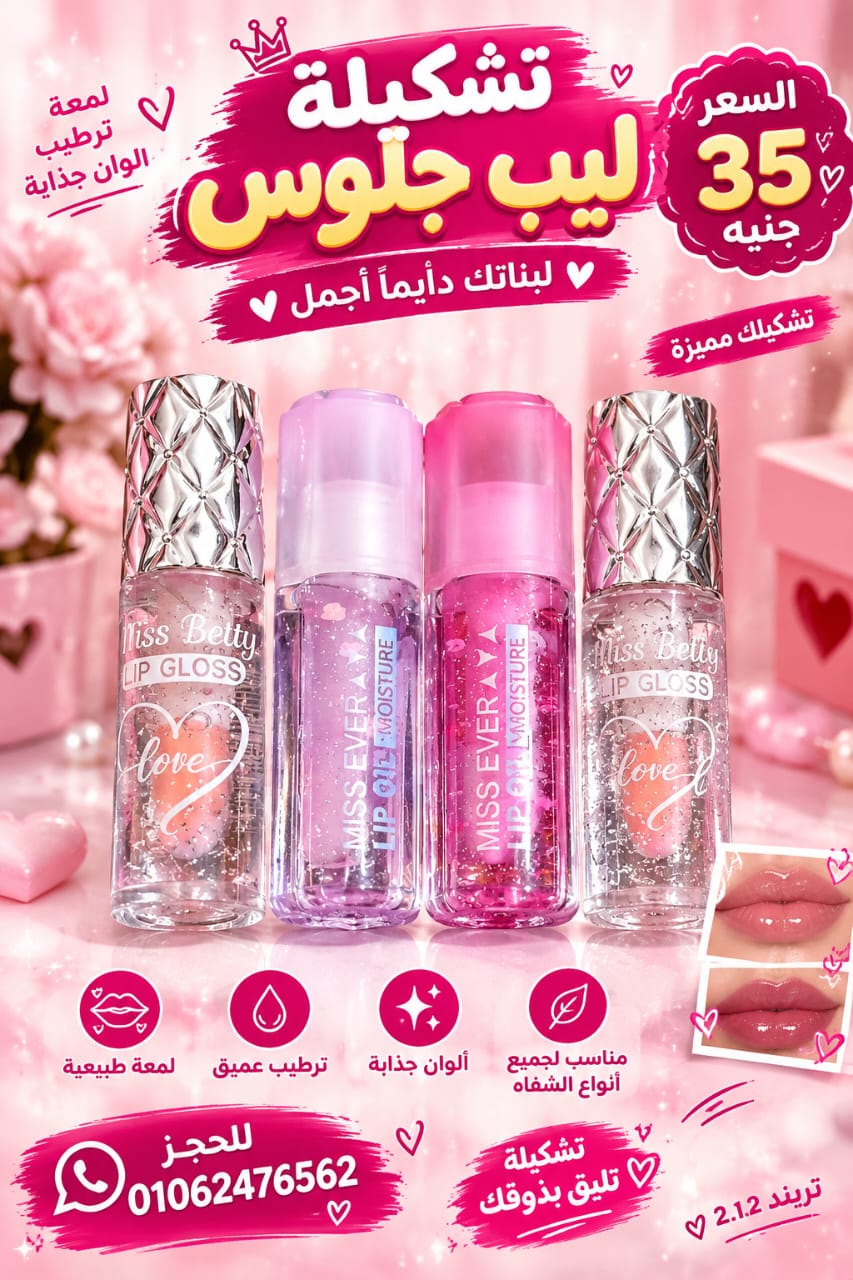 تشكيلة
ليب جلوس
لبناتك دأيماً أجمل
لمعة
ترطيب
الوان جذابة
السعر
35
جنيه
تشكيلك مميزة
Miss Betty
LIP GLOSS
love
MISS EVER
LIP OIL MOISTURE
MISS EVER
LIP OIL MOISTURE
Miss Betty
LIP GLOSS
love
لمعة طبيعية
ترطيب عميق
ألوان جذابة
مناسب لجميع
أنواع الشفاه
للحجز
01062476562
تشكيلة
تليق بذوقك
تريند 2.1.2